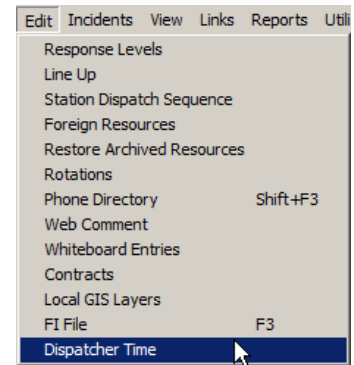 Edit Incidents View Links Reports Utili
Response Levels
Line Up
Station Dispatch Sequence
Foreign Resources
Restore Archived Resources
Rotations
Phone Directory Shift+F3
Web Comment
Whiteboard Entries
Contracts
Local GIS Layers
FI File F3
Dispatcher Time